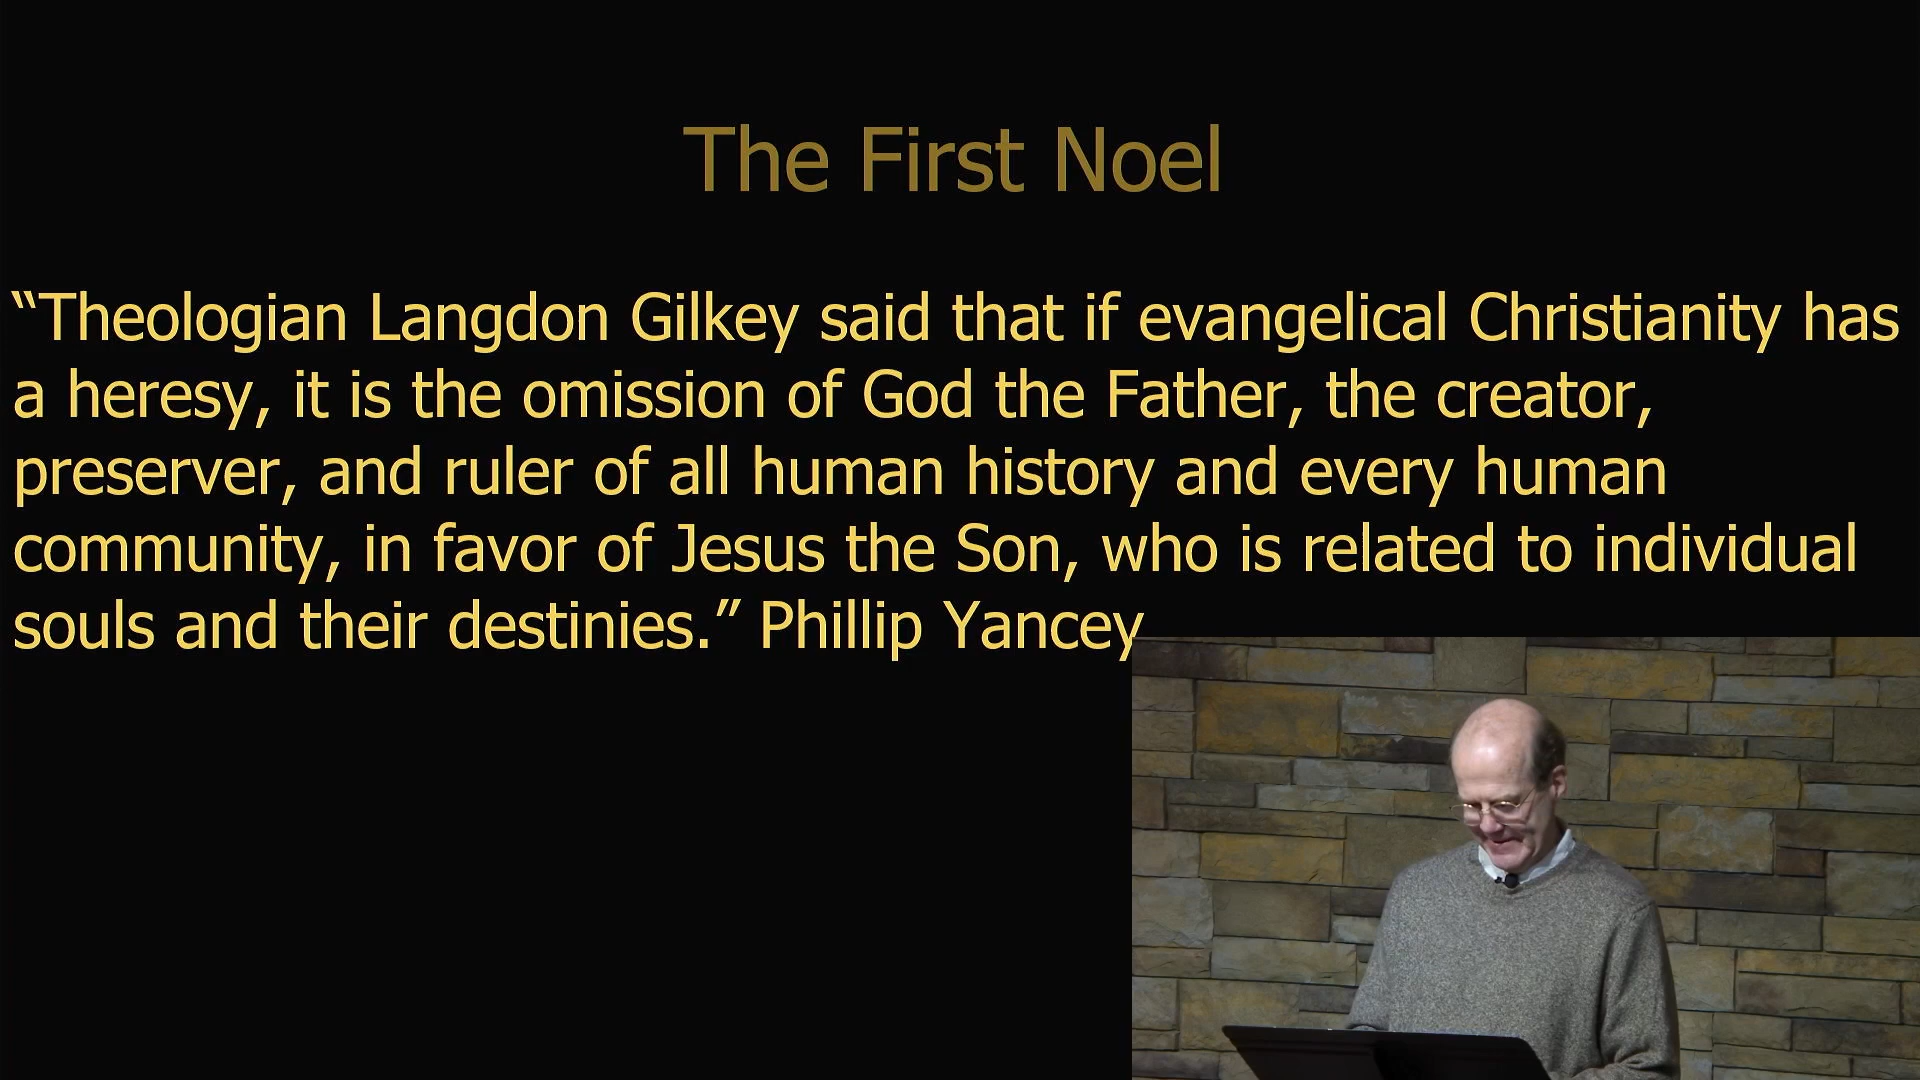 The First Noel
“Theologian Langdon Gilkey said that if evangelical Christianity has
a heresy, it is the omission of God the Father, the creator,
preserver, and ruler of all human history and every human
community, in favor of Jesus the Son, who is related to individual
souls and their destinies.” Phillip Yancey